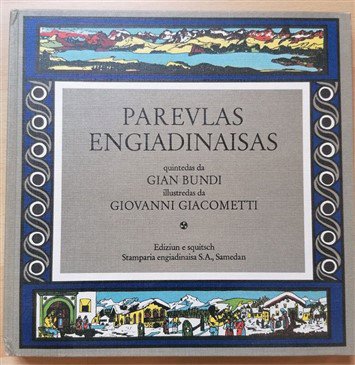 PAREVLAS
ENGIADINAISAS
quintedas da
GIAN BUNDI
illustredas da
GIOVANNI GIACOMETTI
Ediziun e squitsch
Stamparia engiadinaisa S.A., Samedan